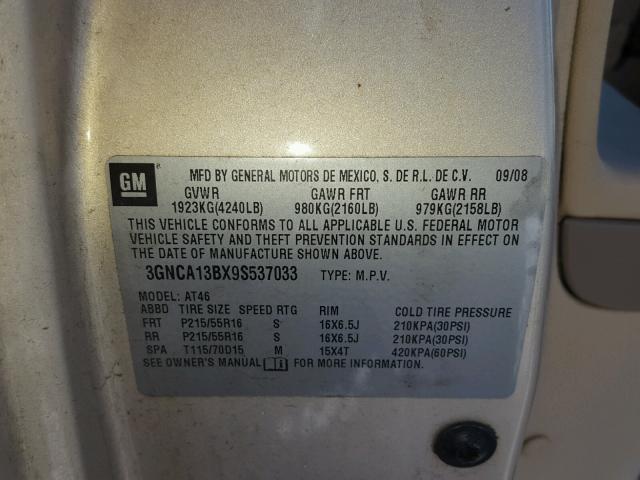 GM ®
MFD BY GENERAL MOTORS DE MEXICO, S. DE R.L. DE C.V. 09/08
GVWR GAWR FRT GAWR RR
1923KG(4240LB) 980KG(2160LB) 979KG(2158LB)
THIS VEHICLE CONFORMS TO ALL APPLICABLE U.S. FEDERAL MOTOR
VEHICLE SAFETY AND THEFT PREVENTION STANDARDS IN EFFECT ON
THE DATE OF MANUFACTURE SHOWN ABOVE.
3GNCA13BX9S537033 TYPE: M.P.V.
MODEL: AT46
ABBD TIRE SIZE SPEED RTG RIM COLD TIRE PRESSURE
FRT P215/55R16 S 16X6.5J 210KPA(30PSI)
RR P215/55R16 S 16X6.5J 210KPA(30PSI)
SPA T115/70D15 M 15X4T 420KPA(60PSI)
SEE OWNER'S MANUAL FOR MORE INFORMATION.